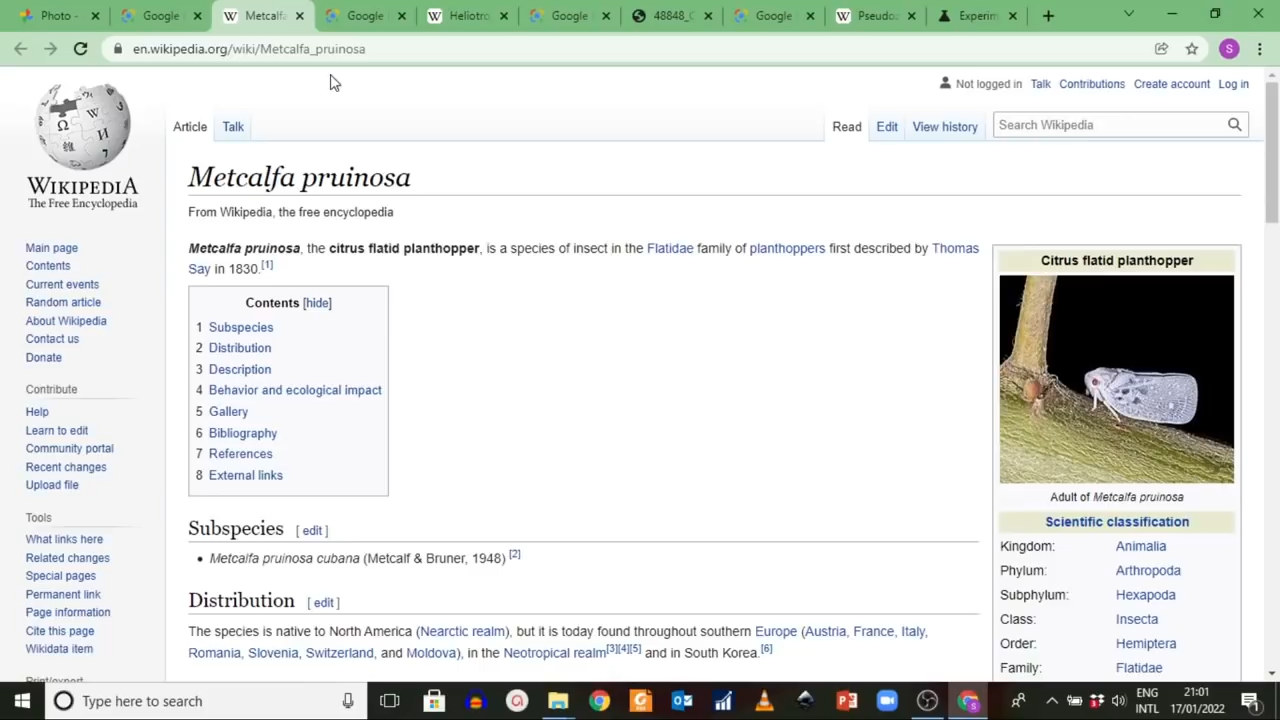 Photo -
Google
Metcalfa
Google
Heliotro
Google
48848_C
Google
Pseudoz
Experim
en.wikipedia.org/wiki/Metcalfa_pruinosa
S
Not logged in Talk Contributions Create account Log in
Article Talk
Read Edit View history
Search Wikipedia
WIKIPEDIA
The Free Encyclopedia
Main page
Contents
Current events
Random article
About Wikipedia
Contact us
Donate
Contribute
Help
Learn to edit
Community portal
Recent changes
Upload file
Tools
What links here
Related changes
Special pages
Permanent link
Page information
Cite this page
Wikidata item
Print/export
Metcalfa pruinosa
From Wikipedia, the free encyclopedia
Metcalfa pruinosa, the citrus flatid planthopper, is a species of insect in the Flatidae family of planthoppers first described by Thomas
Say in 1830.[1]
Contents [hide]
1 Subspecies
2 Distribution
3 Description
4 Behavior and ecological impact
5 Gallery
6 Bibliography
7 References
8 External links
Subspecies [ edit ]
• Metcalfa pruinosa cubana (Metcalf & Bruner, 1948) [2]
Distribution [ edit ]
The species is native to North America (Nearctic realm), but it is today found throughout southern Europe (Austria, France, Italy,
Romania, Slovenia, Switzerland, and Moldova), in the Neotropical realm[3][4][5] and in South Korea.[6]
Citrus flatid planthopper
Adult of Metcalfa pruinosa
Scientific classification
Kingdom: Animalia
Phylum: Arthropoda
Subphylum: Hexapoda
Class: Insecta
Order: Hemiptera
Family: Flatidae
Type here to search
ENG
INTL
21:01
17/01/2022